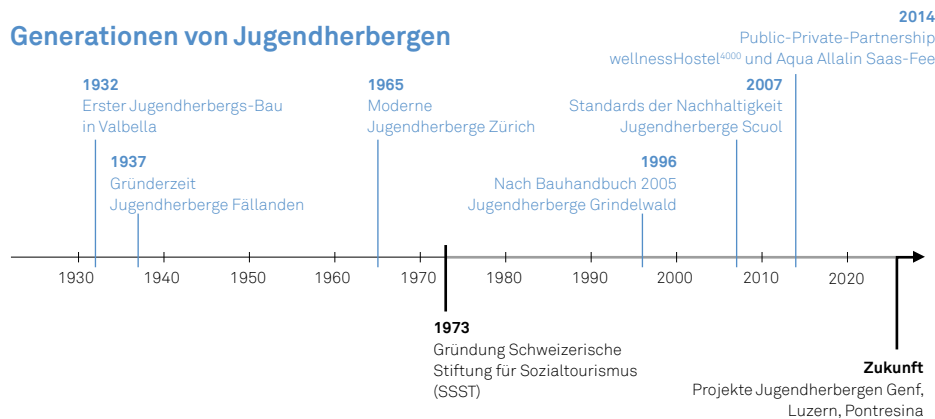 Generationen von Jugendherbergen
2014
Public-Private-Partnership
wellnessHostel⁴⁰⁰⁰ und Aqua Allalin Saas-Fee
1932
Erster Jugendherbergs-Bau
in Valbella
1965
Moderne
Jugendherberge Zürich
2007
Standards der Nachhaltigkeit
Jugendherberge Scuol
1937
Gründerzeit
Jugendherberge Fällanden
1996
Nach Bauhandbuch 2005
Jugendherberge Grindelwald
1930 1940 1950 1960 1970 1980 1990 2000 2010 2020
1973
Gründung Schweizerische
Stiftung für Sozialtourismus
(SSST)
Zukunft
Projekte Jugendherbergen Genf,
Luzern, Pontresina